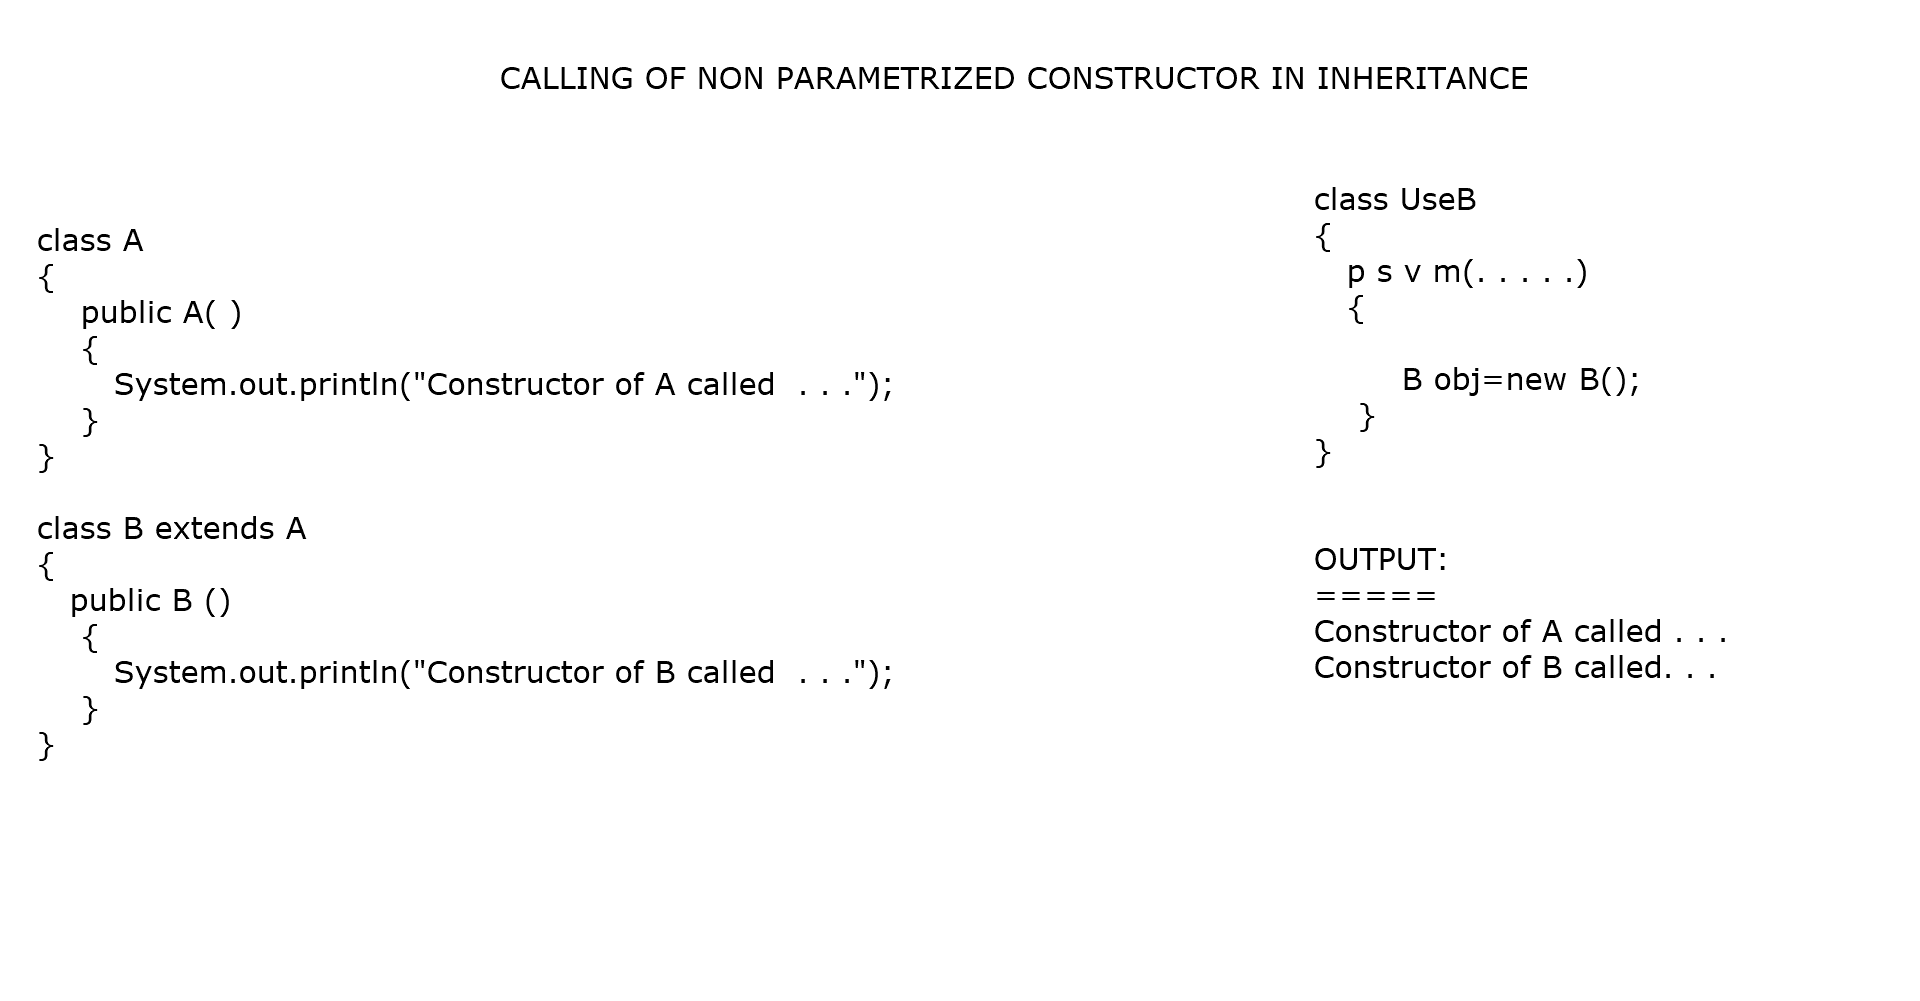 CALLING OF NON PARAMETRIZED CONSTRUCTOR IN INHERITANCE
class A
{
public A( )
{
System.out.println("Constructor of A called  . . .");
}
}
class B extends A
{
public B ()
{
System.out.println("Constructor of B called  . . .");
}
}
class UseB
{
p s v m(. . . . .)
{
B obj=new B();
}
}
OUTPUT:
=====
Constructor of A called . . .
Constructor of B called. . .